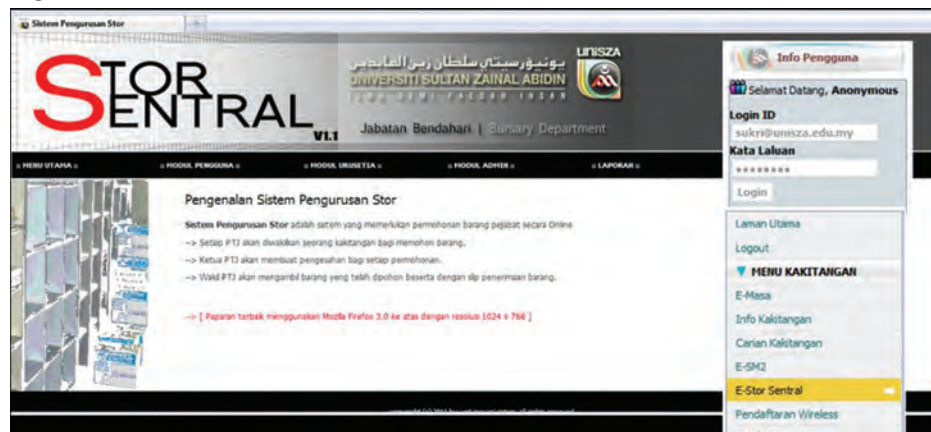 Sistem Pengurusan Stor
STOR
SENTRAL
V1.1
يونيۏرسيتي سلطان زين العابدين
UNIVERSITI SULTAN ZAINAL ABIDIN
UniSZA
Jabatan Bendahari | Bursary Department
:: MENU UTAMA :: :: MODUL PENGGUNA :: :: MODUL URUSETIA :: :: MODUL ADMIN :: :: LAPORAN ::
Pengenalan Sistem Pengurusan Stor
Sistem Pengurusan Stor adalah sistem yang memerlukan permohonan barang pejabat secara Online
--> Setiap PTJ akan diwakilkan seorang kakitangan bagi memohon barang.
--> Ketua PTJ akan membuat pengesahan bagi setiap permohonan.
--> Wakil PTJ akan mengambil barang yang telah dipohon beserta dengan slip penerimaan barang.
--> [ Paparan terbaik menggunakan Mozilla Firefox 3.0 ke atas dengan resolusi 1024 x 766 ]
Info Pengguna
Selamat Datang, Anonymous
Login ID
sukri@unisza.edu.my
Kata Laluan
********
Login
Laman Utama
Logout
MENU KAKITANGAN
E-Masa
Info Kakitangan
Carian Kakitangan
E-SM2
E-Stor Sentral
Pendaftaran Wireless